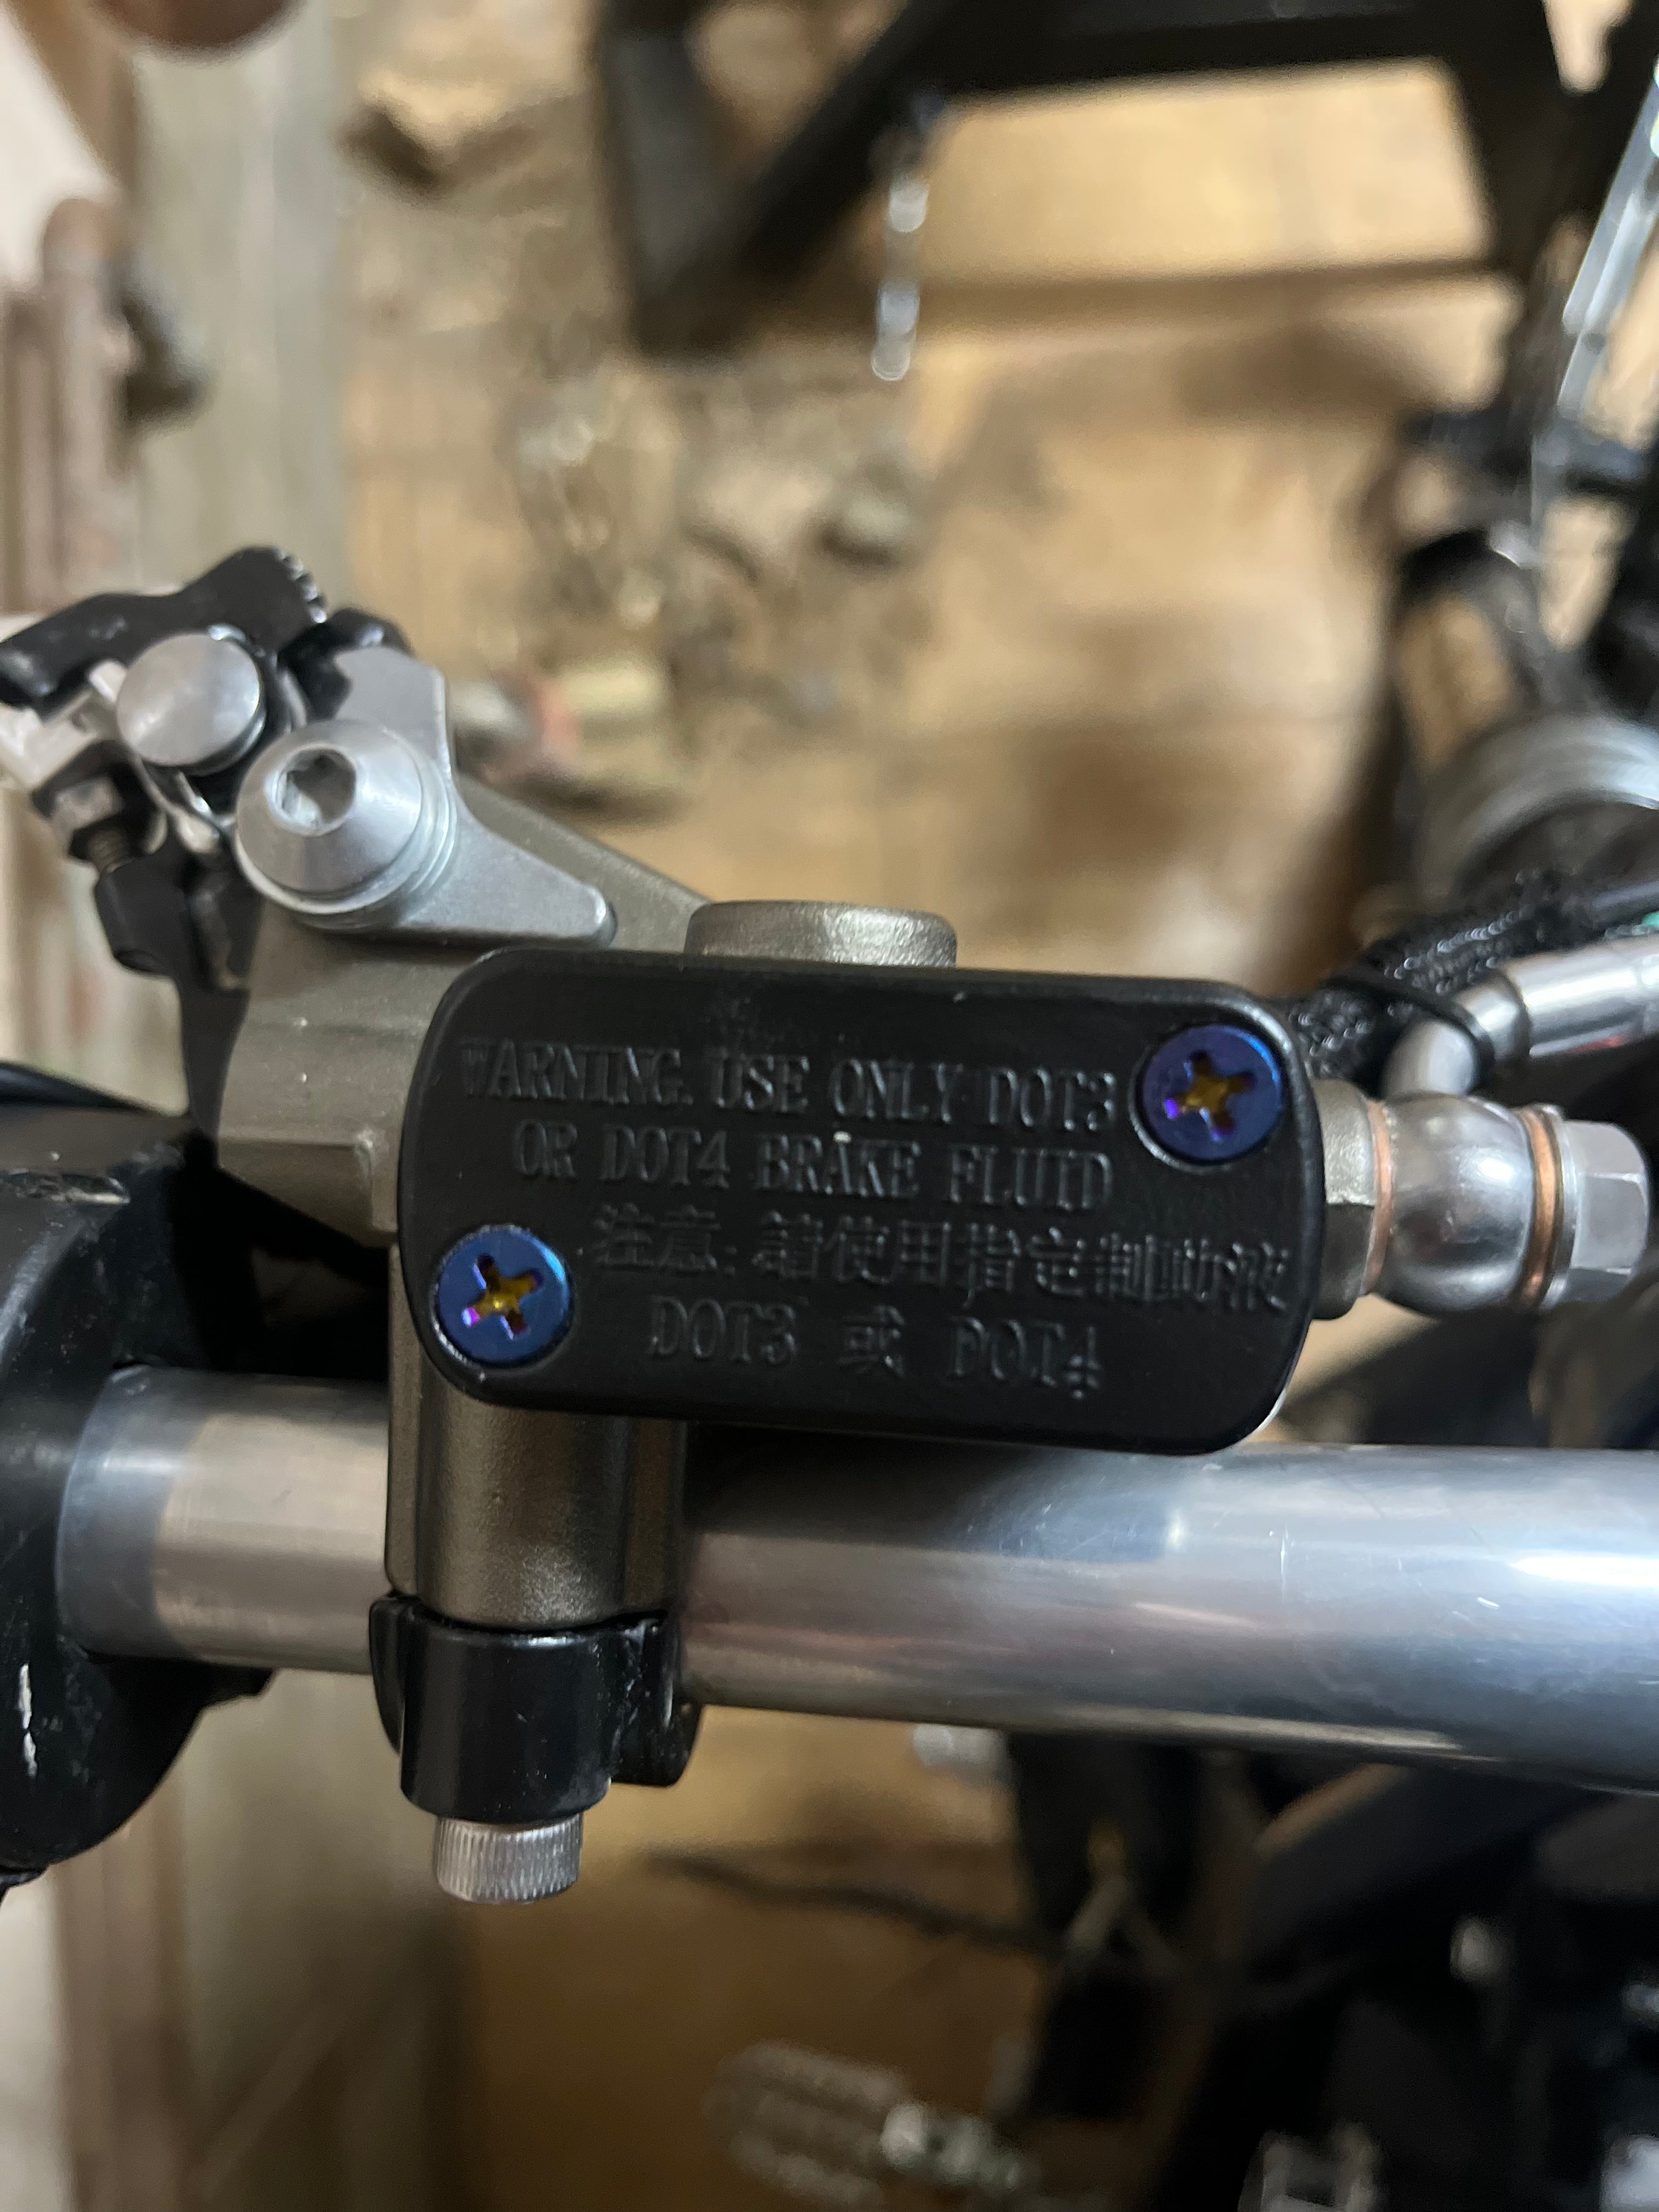 WARNING. USE ONLY DOT3
OR DOT4 BRAKE FLUID
注意: 請使用指定制動液
DOT3 或 DOT4